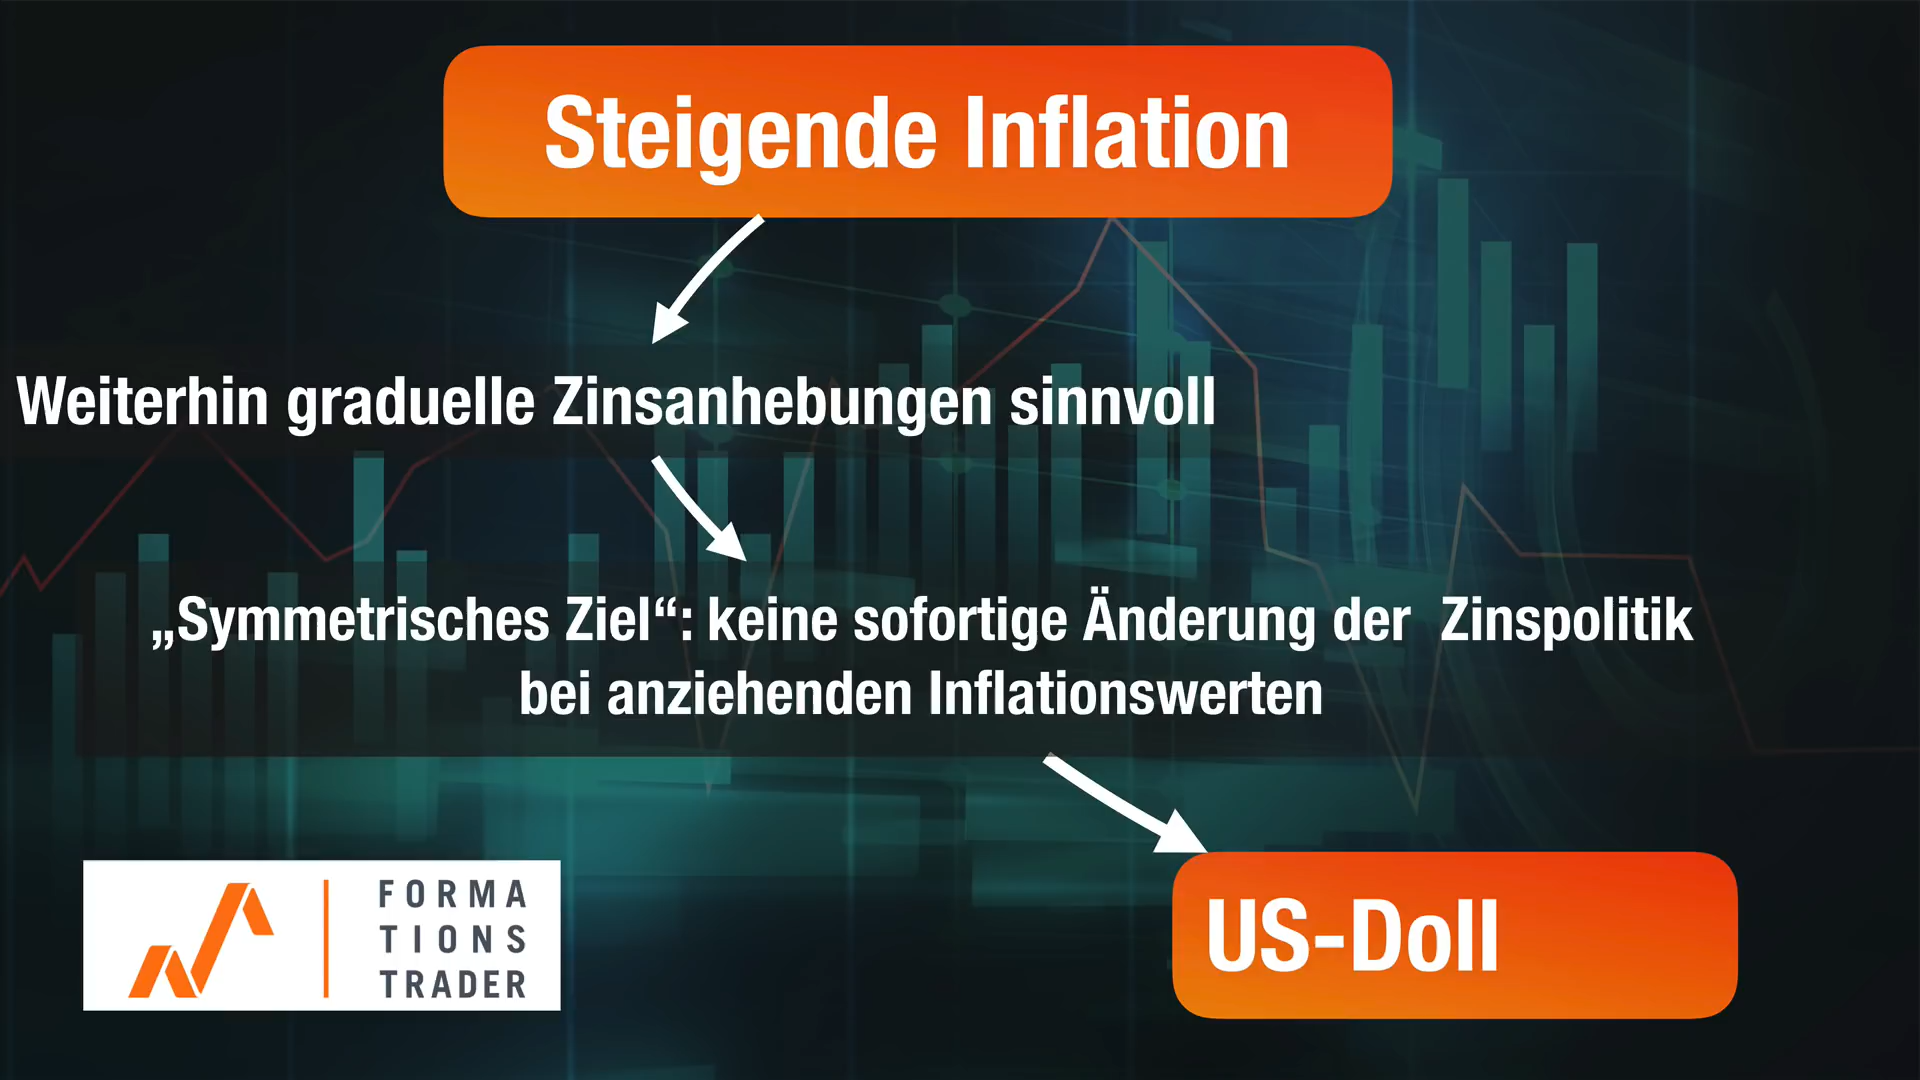 Steigende Inflation
Weiterhin graduelle Zinsanhebungen sinnvoll
„Symmetrisches Ziel“: keine sofortige Änderung der Zinspolitik
bei anziehenden Inflationswerten
US-Doll
FORMA
TIONS
TRADER